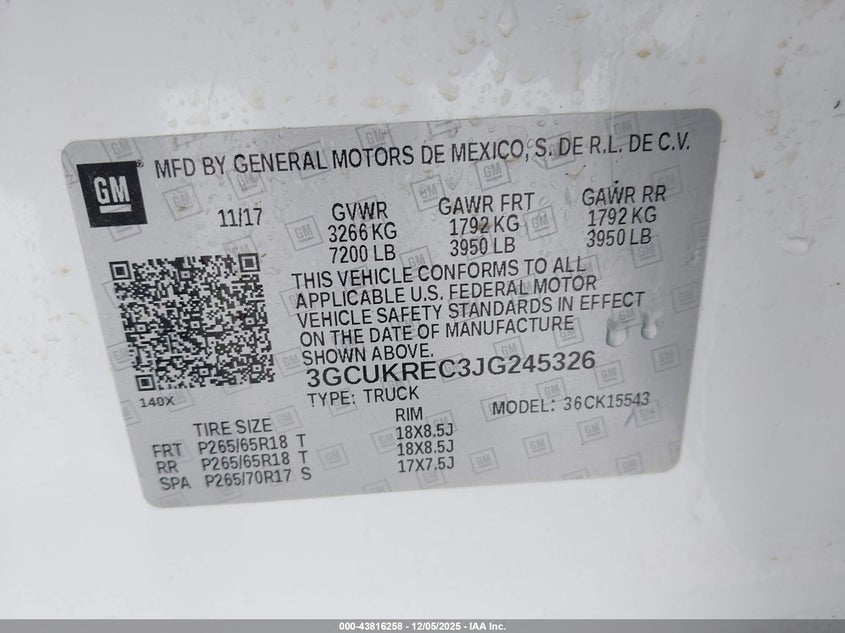 GM
MFD BY GENERAL MOTORS DE MEXICO, S. DE R.L. DE C.V.
11/17
GVWR
3266 KG
7200 LB
GAWR FRT
1792 KG
3950 LB
GAWR RR
1792 KG
3950 LB
THIS VEHICLE CONFORMS TO ALL
APPLICABLE U.S. FEDERAL MOTOR
VEHICLE SAFETY STANDARDS IN EFFECT
ON THE DATE OF MANUFACTURE
SHOWN ABOVE.
3GCUKREC3JG245326
140X
TYPE: TRUCK
MODEL: 36CK15543
TIRE SIZE RIM
FRT P265/65R18 T 18X8.5J
RR P265/65R18 T 18X8.5J
SPA P265/70R17 S 17X7.5J
000-43816258 - 12/05/2025 - IAA Inc.